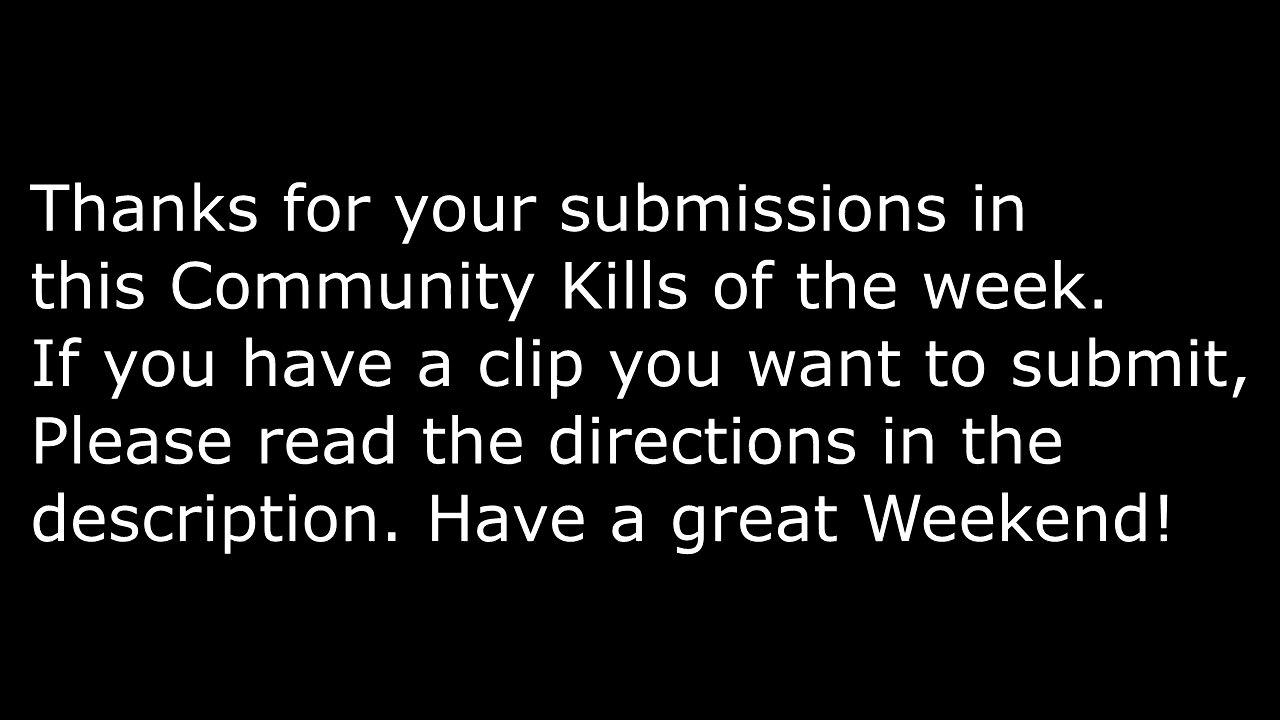 Thanks for your submissions in
this Community Kills of the week.
If you have a clip you want to submit,
Please read the directions in the
description. Have a great Weekend!